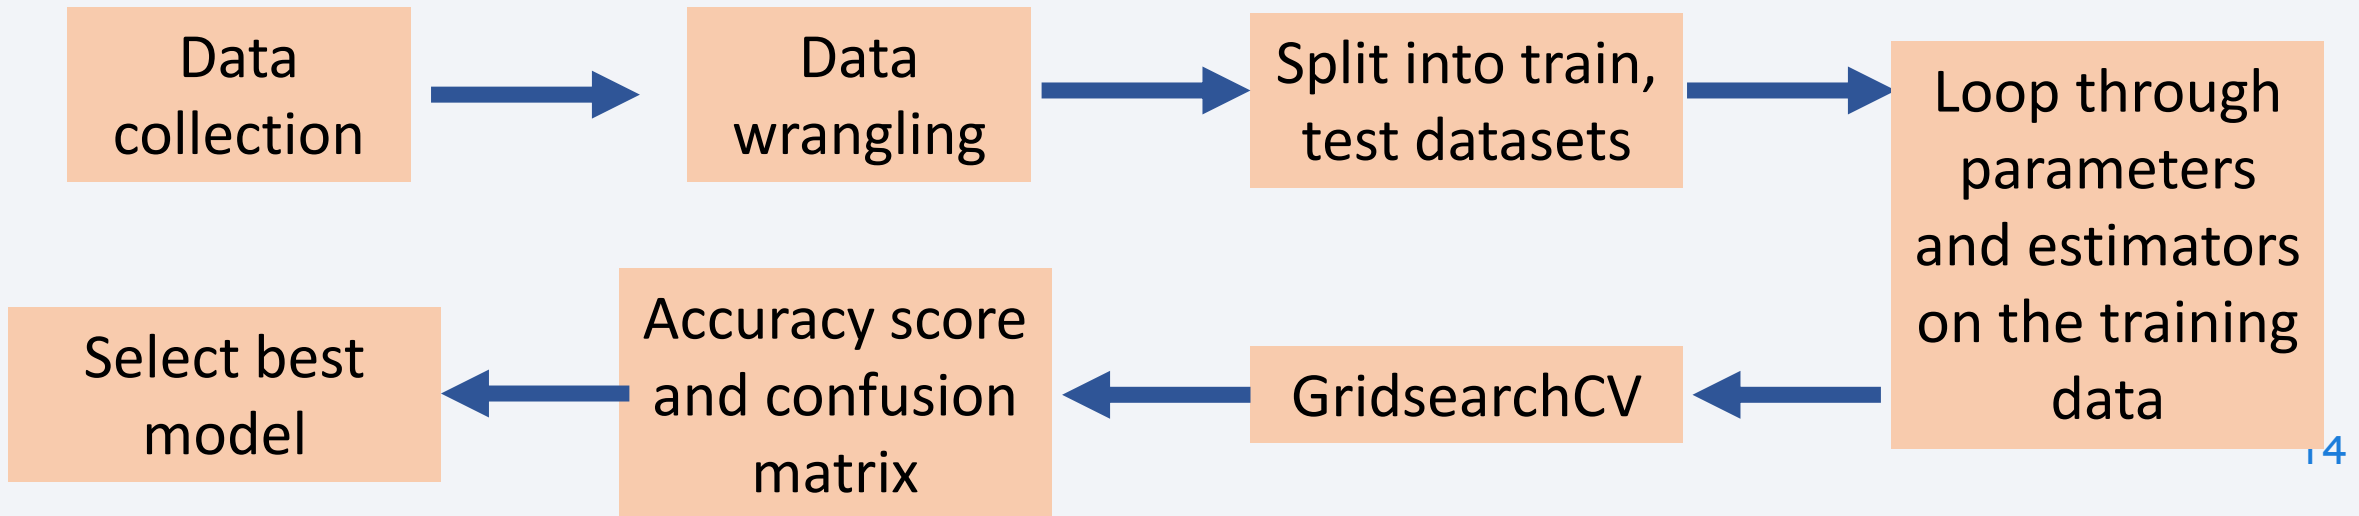 Data
collection
Data
wrangling
Split into train,
test datasets
Loop through
parameters
and estimators
on the training
data
GridsearchCV
Accuracy score
and confusion
matrix
Select best
model
14